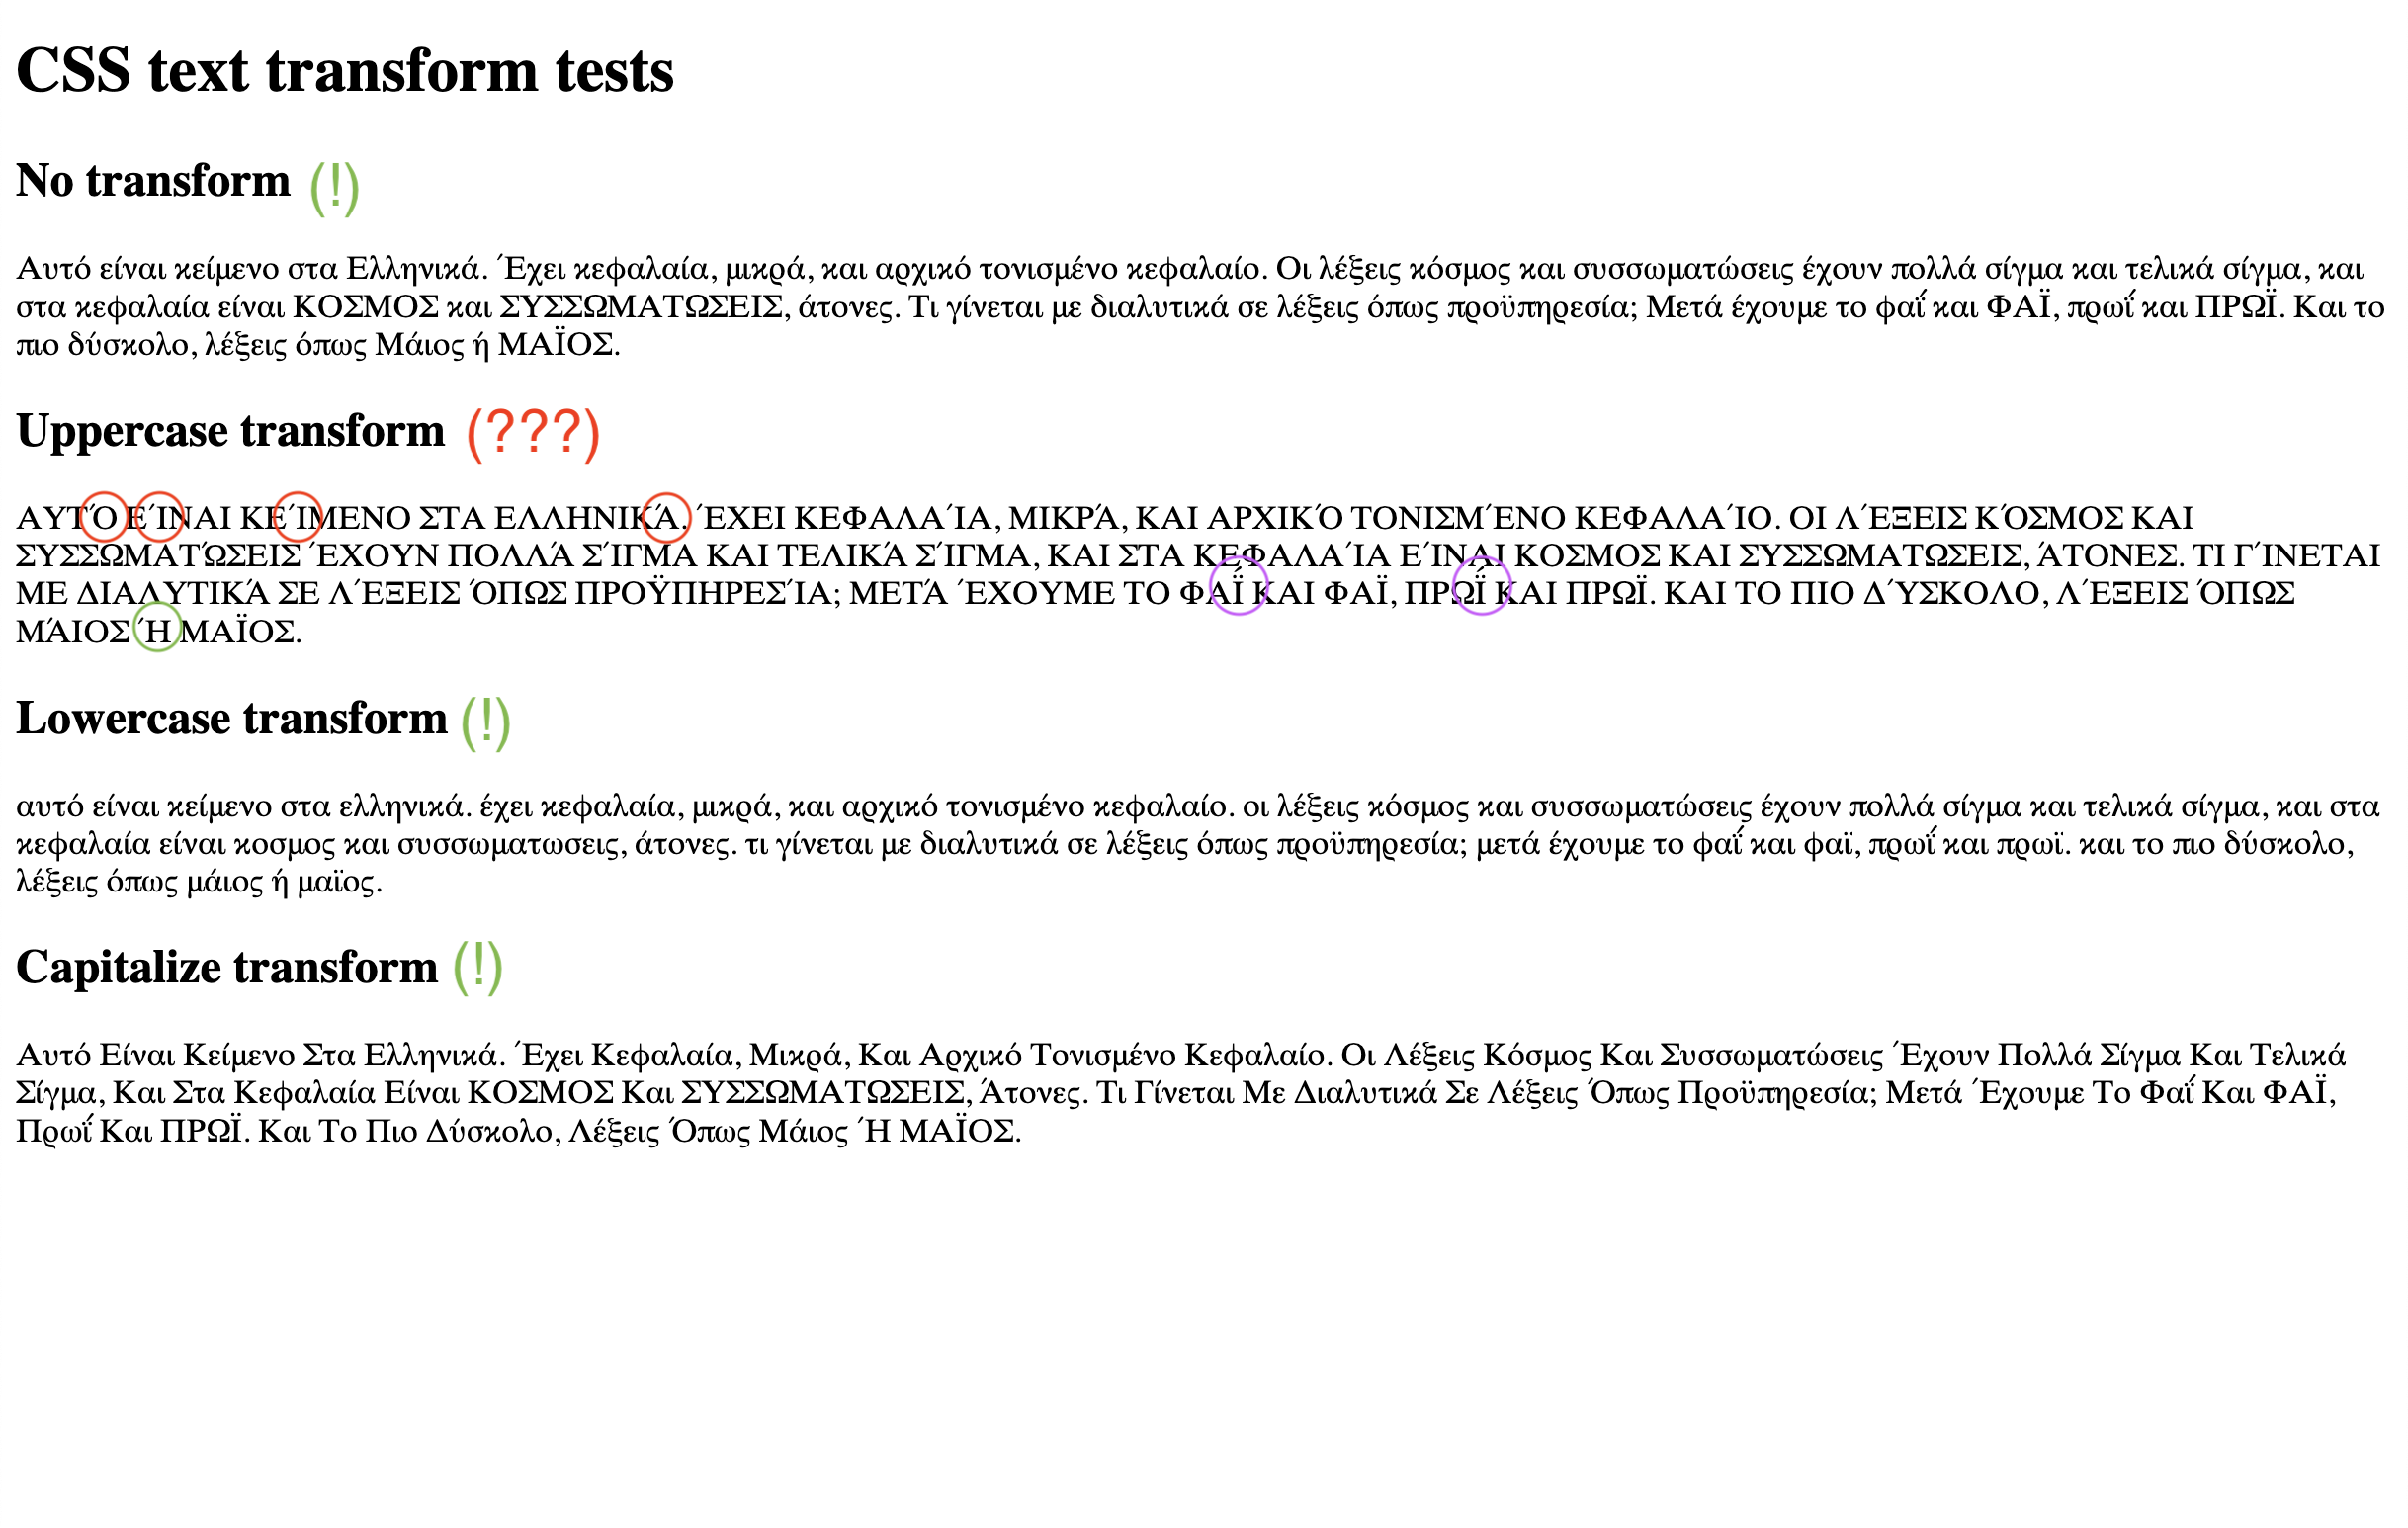 CSS text transform tests
No transform (!)
Αυτό είναι κείμενο στα Ελληνικά. Έχει κεφαλαία, μικρά, και αρχικό τονισμένο κεφαλαίο. Οι λέξεις κόσμος και συσσωματώσεις έχουν πολλά σίγμα και τελικά σίγμα, και
στα κεφαλαία είναι ΚΟΣΜΟΣ και ΣΥΣΣΩΜΑΤΩΣΕΙΣ, άτονες. Τι γίνεται με διαλυτικά σε λέξεις όπως προϋπηρεσία; Μετά έχουμε το φαΐ και ΦΑΪ, πρωΐ και ΠΡΩΪ. Και το
πιο δύσκολο, λέξεις όπως Μάιος ή ΜΑΪΟΣ.
Uppercase transform (???)
ΑΥΤΌ ΕΊΝΑΙ ΚΕΊΜΕΝΟ ΣΤΑ ΕΛΛΗΝΙΚΆ. ΈΧΕΙ ΚΕΦΑΛΑΊΑ, ΜΙΚΡΆ, ΚΑΙ ΑΡΧΙΚΌ ΤΟΝΙΣΜΈΝΟ ΚΕΦΑΛΑΊΟ. ΟΙ ΛΈΞΕΙΣ ΚΌΣΜΟΣ ΚΑΙ
ΣΥΣΣΩΜΑΤΏΣΕΙΣ ΈΧΟΥΝ ΠΟΛΛΆ ΣΊΓΜΑ ΚΑΙ ΤΕΛΙΚΆ ΣΊΓΜΑ, ΚΑΙ ΣΤΑ ΚΕΦΑΛΑΊΑ ΕΊΝΑΙ ΚΟΣΜΟΣ ΚΑΙ ΣΥΣΣΩΜΑΤΩΣΕΙΣ, ΆΤΟΝΕΣ. ΤΙ ΓΊΝΕΤΑΙ
ΜΕ ΔΙΑΛΥΤΙΚΆ ΣΕ ΛΈΞΕΙΣ ΌΠΩΣ ΠΡΟΫΠΗΡΕΣΊΑ; ΜΕΤΆ ΈΧΟΥΜΕ ΤΟ ΦΑΪ́ ΚΑΙ ΦΑΪ, ΠΡΩΪ́ ΚΑΙ ΠΡΩΪ. ΚΑΙ ΤΟ ΠΙΟ ΔΎΣΚΟΛΟ, ΛΈΞΕΙΣ ΌΠΩΣ
ΜΆΙΟΣ Ή ΜΑΪΟΣ.
Lowercase transform (!)
αυτό είναι κείμενο στα ελληνικά. έχει κεφαλαία, μικρά, και αρχικό τονισμένο κεφαλαίο. οι λέξεις κόσμος και συσσωματώσεις έχουν πολλά σίγμα και τελικά σίγμα, και στα
κεφαλαία είναι κοσμος και συσσωματωσεις, άτονες. τι γίνεται με διαλυτικά σε λέξεις όπως προϋπηρεσία; μετά έχουμε το φαΐ και φαϊ, πρωΐ και πρωϊ. και το πιο δύσκολο,
λέξεις όπως μάιος ή μαϊος.
Capitalize transform (!)
Αυτό Είναι Κείμενο Στα Ελληνικά. Έχει Κεφαλαία, Μικρά, Και Αρχικό Τονισμένο Κεφαλαίο. Οι Λέξεις Κόσμος Και Συσσωματώσεις Έχουν Πολλά Σίγμα Και Τελικά
Σίγμα, Και Στα Κεφαλαία Είναι ΚΟΣΜΟΣ Και ΣΥΣΣΩΜΑΤΩΣΕΙΣ, Άτονες. Τι Γίνεται Με Διαλυτικά Σε Λέξεις Όπως Προϋπηρεσία; Μετά Έχουμε Το Φαΐ Και ΦΑΪ,
Πρωΐ Και ΠΡΩΪ. Και Το Πιο Δύσκολο, Λέξεις Όπως Μάιος Ή ΜΑΪΟΣ.